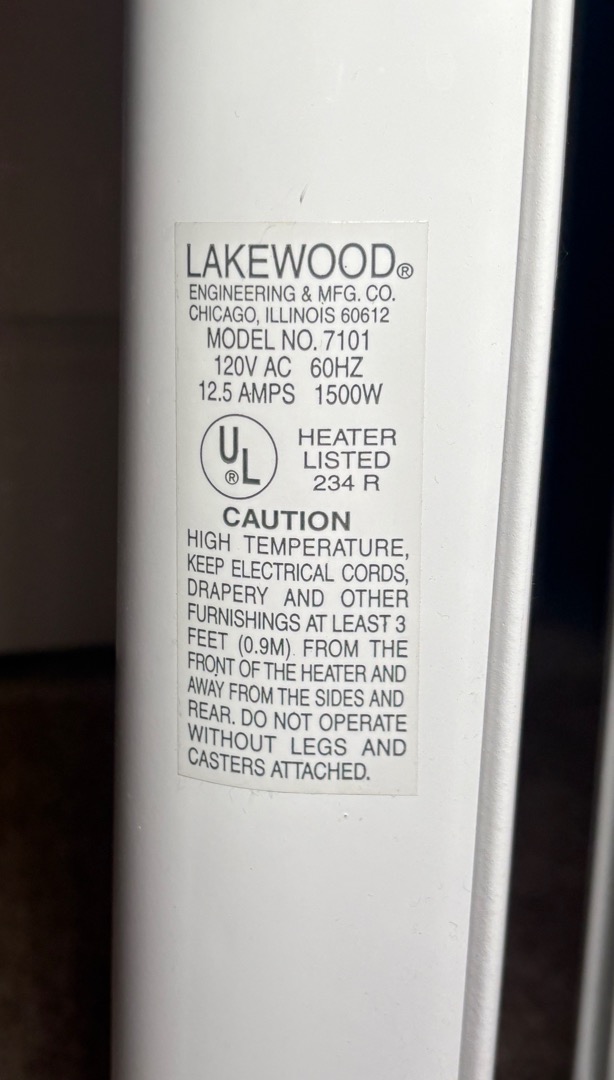 LAKEWOOD®
ENGINEERING & MFG. CO.
CHICAGO, ILLINOIS 60612
MODEL NO. 7101
120V AC 60HZ
12.5 AMPS 1500W
UL®
HEATER
LISTED
234 R
CAUTION
HIGH TEMPERATURE,
KEEP ELECTRICAL CORDS,
DRAPERY AND OTHER
FURNISHINGS AT LEAST 3
FEET (0.9M) FROM THE
FRONT OF THE HEATER AND
AWAY FROM THE SIDES AND
REAR. DO NOT OPERATE
WITHOUT LEGS AND
CASTERS ATTACHED.